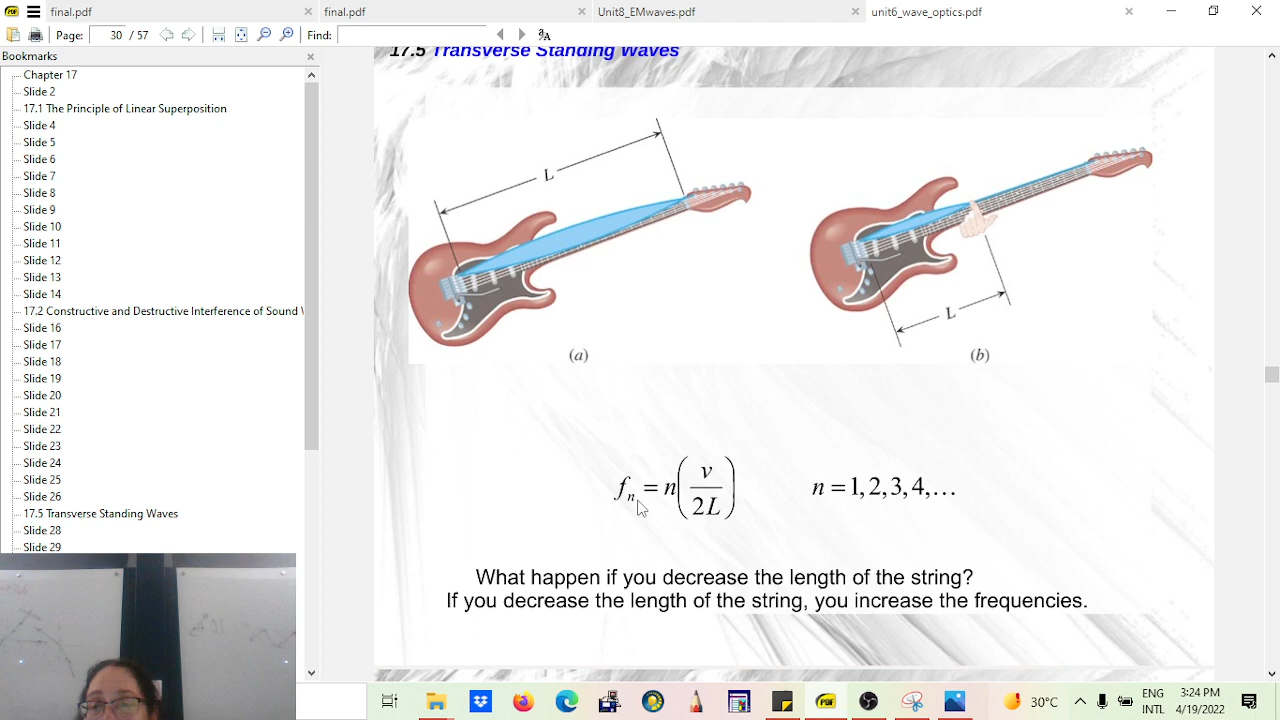 final.pdf
final.pdf
Unit8_EMwaves.pdf
unit6_wave_optics.pdf
Page:
30 / 57
Find:
Bookmarks
Chapter 17
Slide 2
17.1 The Principle of Linear Superposition
Slide 4
Slide 5
Slide 6
Slide 7
Slide 8
Slide 9
Slide 10
Slide 11
Slide 12
Slide 13
Slide 14
17.2 Constructive and Destructive Interference of Sound
Slide 16
Slide 17
Slide 18
Slide 19
Slide 20
Slide 21
Slide 22
Slide 23
Slide 24
Slide 25
Slide 26
17.5 Transverse Standing Waves
Slide 28
Slide 29
17.5 Transverse Standing Waves
L
L
(a)
(b)
fₙ = n(v/2L)
n = 1, 2, 3, 4,…
What happen if you decrease the length of the string?
If you decrease the length of the string, you increase the frequencies.
30°C
ENG
INTL
3:24 PM
4/19/2022